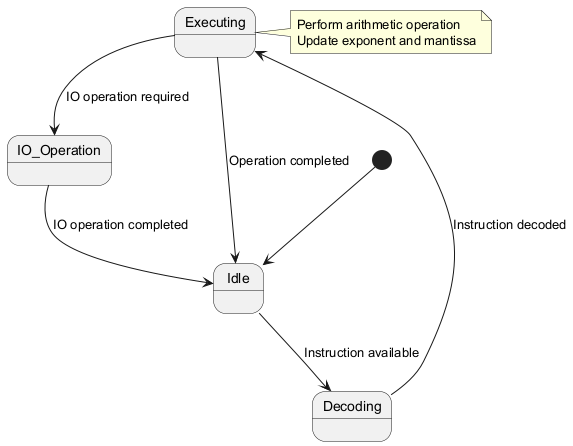 Executing
Perform arithmetic operation
Update exponent and mantissa
IO operation required
IO_Operation
Operation completed
IO operation completed
Instruction decoded
Idle
Instruction available
Decoding